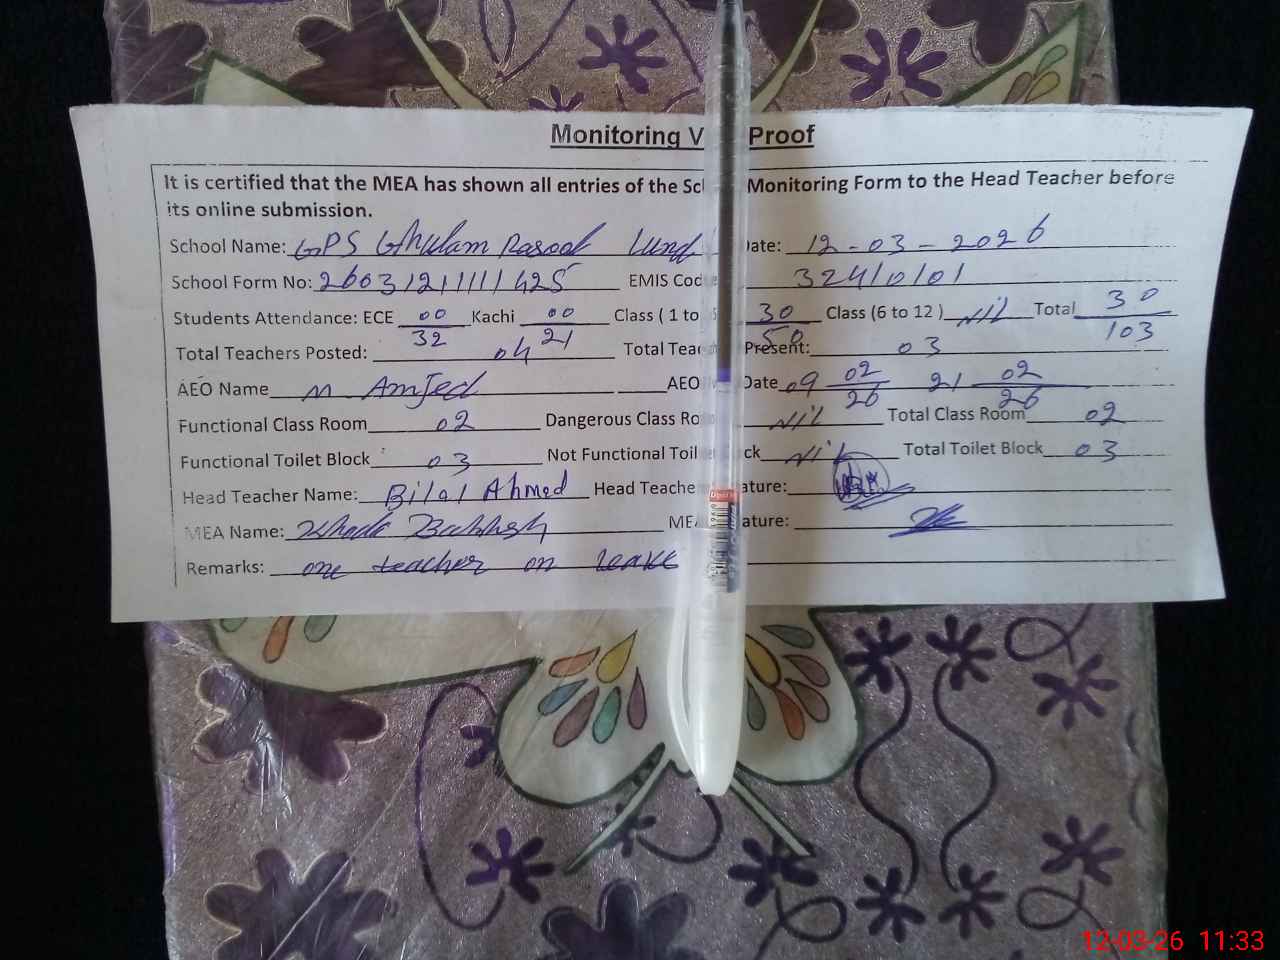 Monitoring V Proof
It is certified that the MEA has shown all entries of the Sc Monitoring Form to the Head Teacher before
its online submission.
School Name: GPS Ghulam Rasool Lund Date: 12-03-2026
School Form No: 2603121111425 EMIS Code 32410101
Students Attendance: ECE 00/32 Kachi 00/21 Class (1 to 5 30/50 Class (6 to 12) Nil Total 30/103
Total Teachers Posted: 04 Total Teac Present: 03
AEO Name M Amjed AEO Date 09 02/26 21 02/26
Functional Class Room 02 Dangerous Class Ro Nil Total Class Room 02
Functional Toilet Block 03 Not Functional Toile ck Nil Total Toilet Block 03
Head Teacher Name: Bilal Ahmed Head Teache ature:
MEA Name: Khuda Bakhsh MEA ature:
Remarks: one teacher on leave
12-03-26 11:33